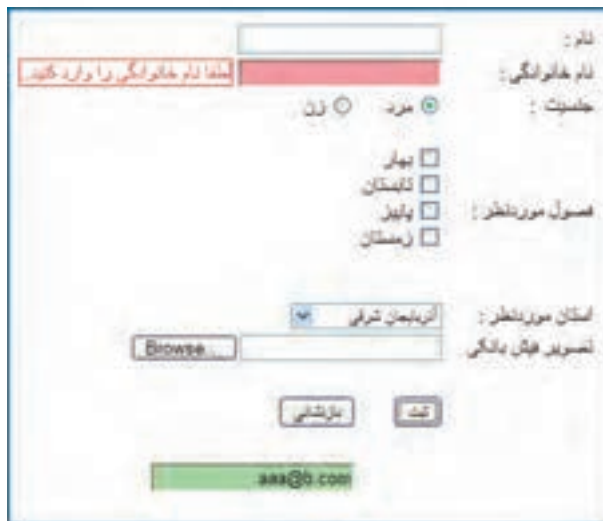 نام :
نام خانوادگی : لطفا نام خانوادگی را وارد کنید.
جنسیت : مرد زن
بهار
تابستان
فصول موردنظر :
پاییز
زمستان
استان موردنظر : آذربایجان شرقی
تصویر فیش بانکی Browse...
ثبت بازنشانی
aaa@b.com